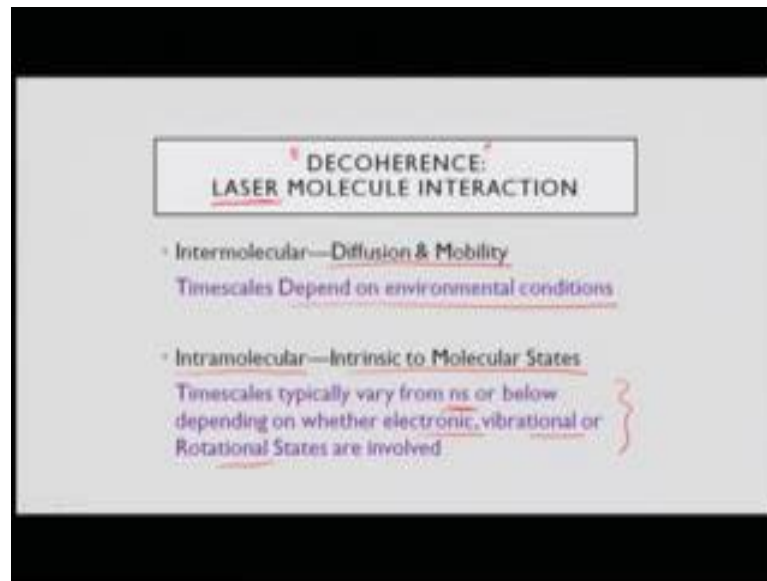 DECOHERENCE:
LASER MOLECULE INTERACTION
• Intermolecular—Diffusion & Mobility
Timescales Depend on environmental conditions
• Intramolecular—Intrinsic to Molecular States
Timescales typically vary from ns or below
depending on whether electronic, vibrational or
Rotational States are involved